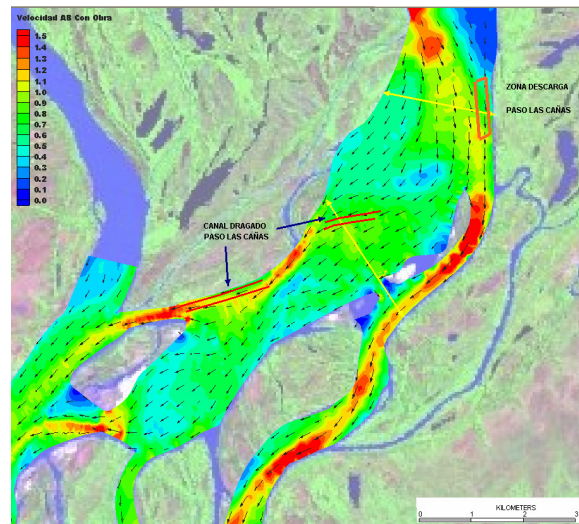 Velocidad AB Con Obra
1.5
1.4
1.3
1.2
1.1
1.0
0.9
0.8
0.7
0.6
0.5
0.4
0.3
0.2
0.1
0.0
ZONA DESCARGA
PASO LAS CAÑAS
CANAL DRAGADO
PASO LAS CAÑAS
KILOMETERS
0 1 2 3